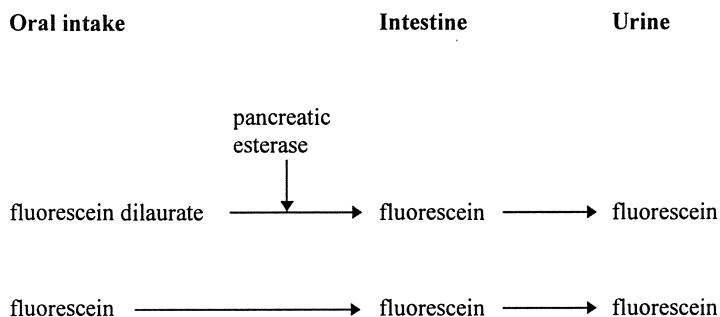 Oral intake Intestine Urine
pancreatic
esterase
fluorescein dilaurate fluorescein fluorescein
fluorescein fluorescein fluorescein